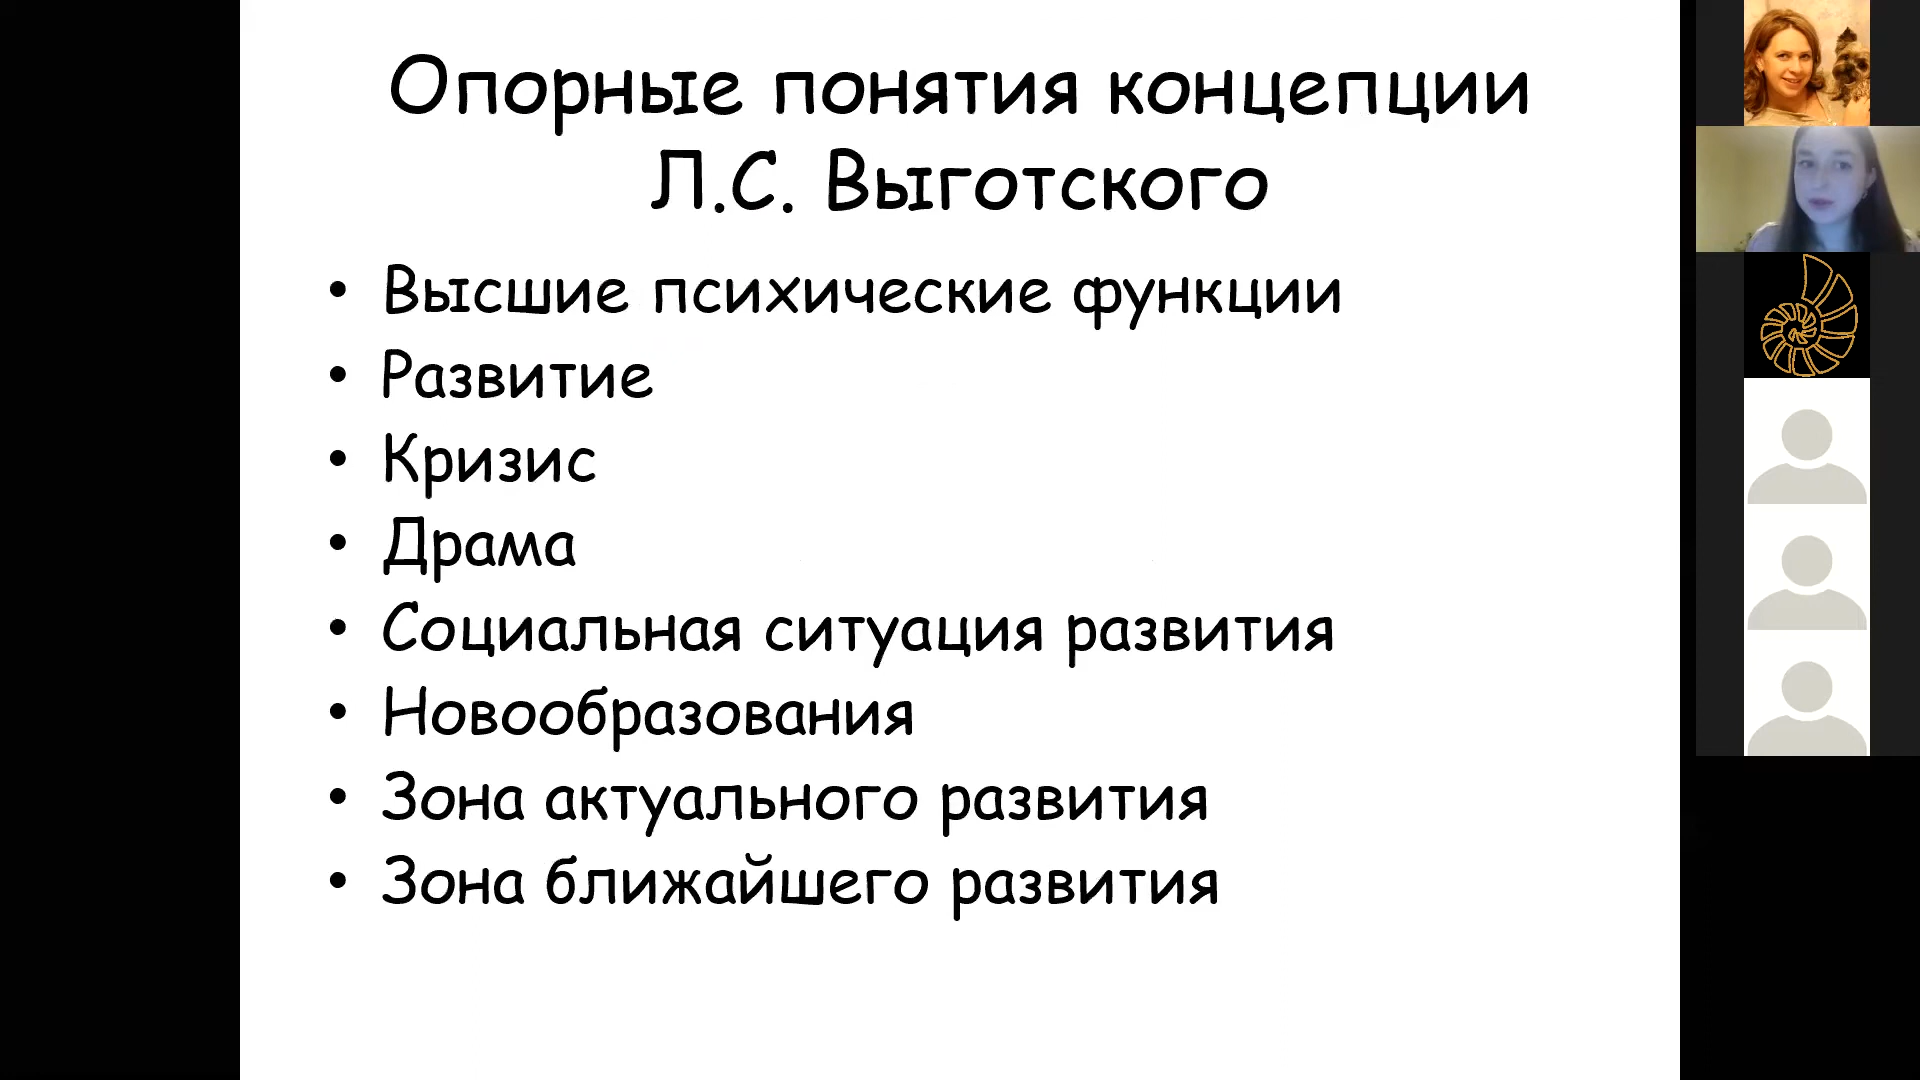 Опорные понятия концепции
Л.С. Выготского
• Высшие психические функции
• Развитие
• Кризис
• Драма
• Социальная ситуация развития
• Новообразования
• Зона актуального развития
• Зона ближайшего развития